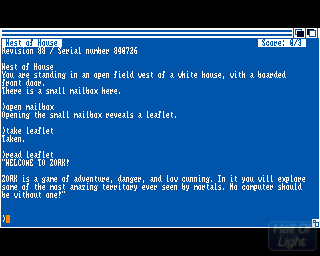 West of House Score: 0/3
Revision 88 / Serial number 840726
West of House
You are standing in an open field west of a white house, with a boarded
front door.
There is a small mailbox here.
>open mailbox
Opening the small mailbox reveals a leaflet.
>take leaflet
Taken.
>read leaflet
"WELCOME TO ZORK!
ZORK is a game of adventure, danger, and low cunning. In it you will explore
some of the most amazing territory ever seen by mortals. No computer should
be without one!"
>
Hall Of
Light